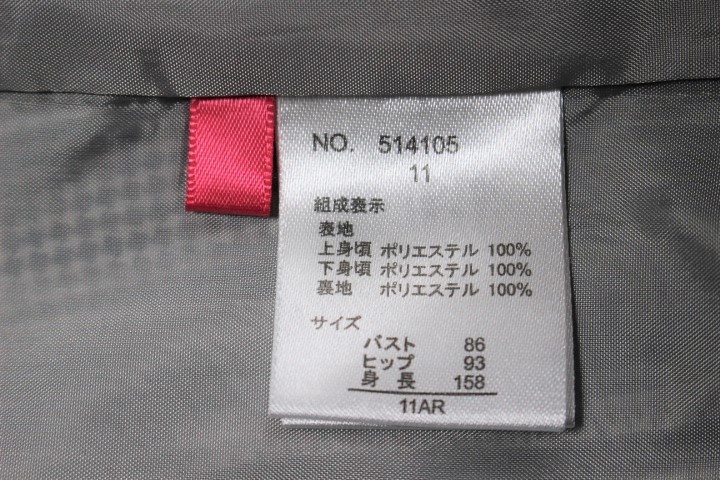 NO. 514105
11
組成表示
表地
上身頃 ポリエステル 100%
下身頃 ポリエステル 100%
裏地 ポリエステル 100%
サイズ
バスト 86
ヒップ 93
身長 158
11AR